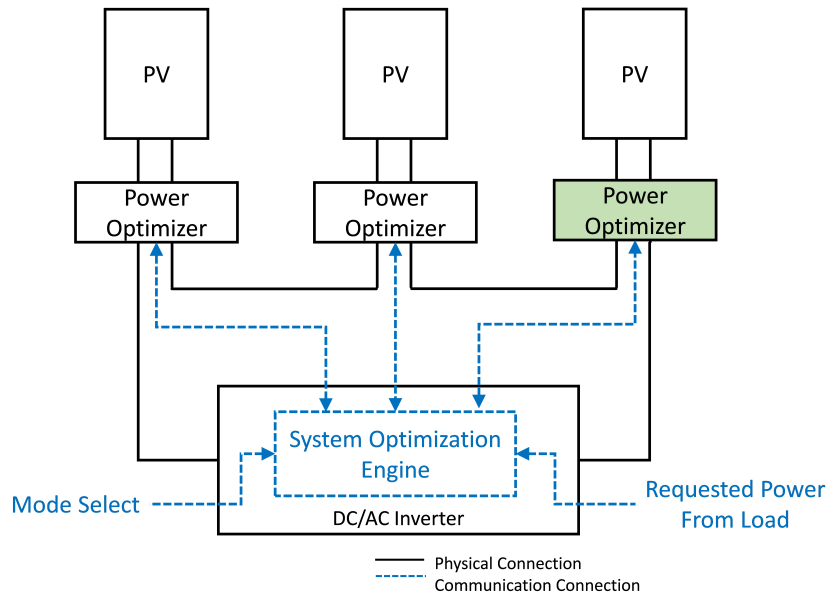 PV
PV
PV
Power
Optimizer
Power
Optimizer
Power
Optimizer
System Optimization
Engine
Mode Select
Requested Power
From Load
DC/AC Inverter
Physical Connection
Communication Connection